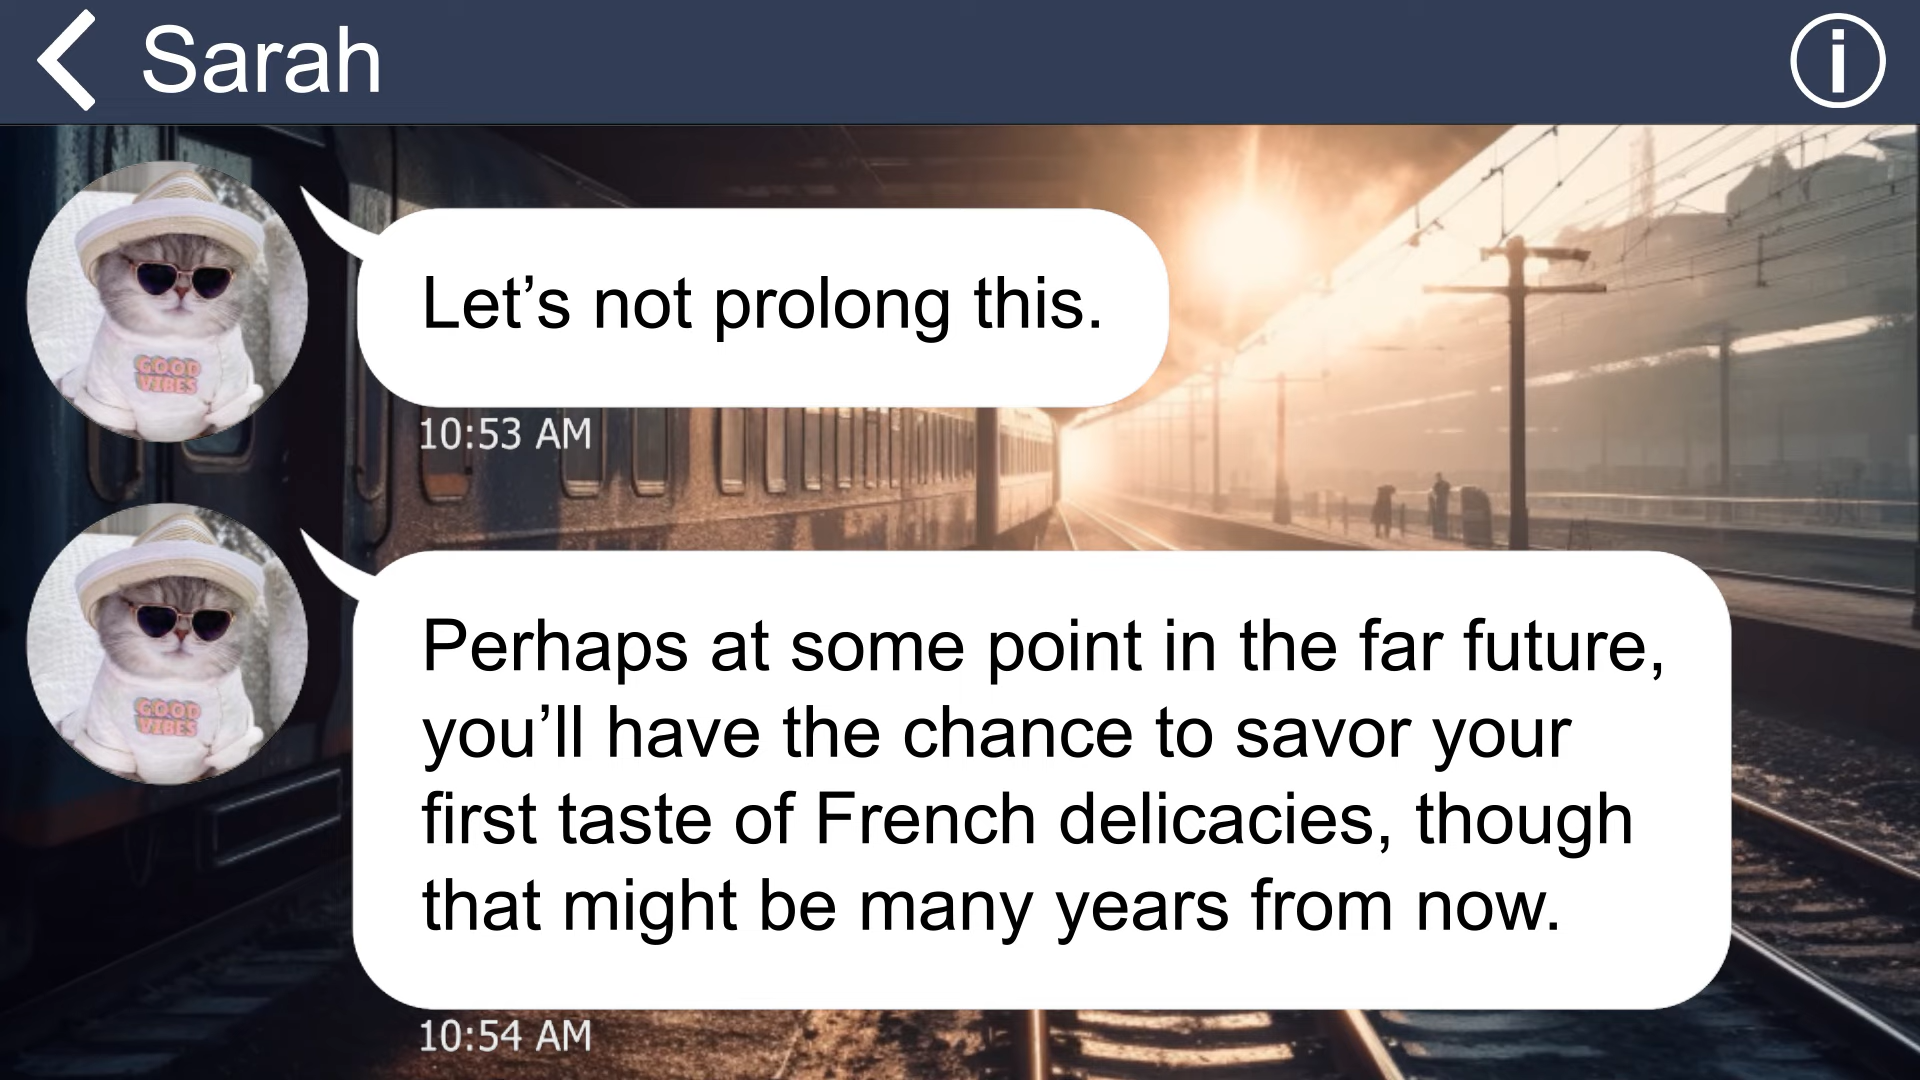 Sarah
GOOD
VIBES
Let’s not prolong this.
10:53 AM
GOOD
VIBES
Perhaps at some point in the far future,
you’ll have the chance to savor your
first taste of French delicacies, though
that might be many years from now.
10:54 AM